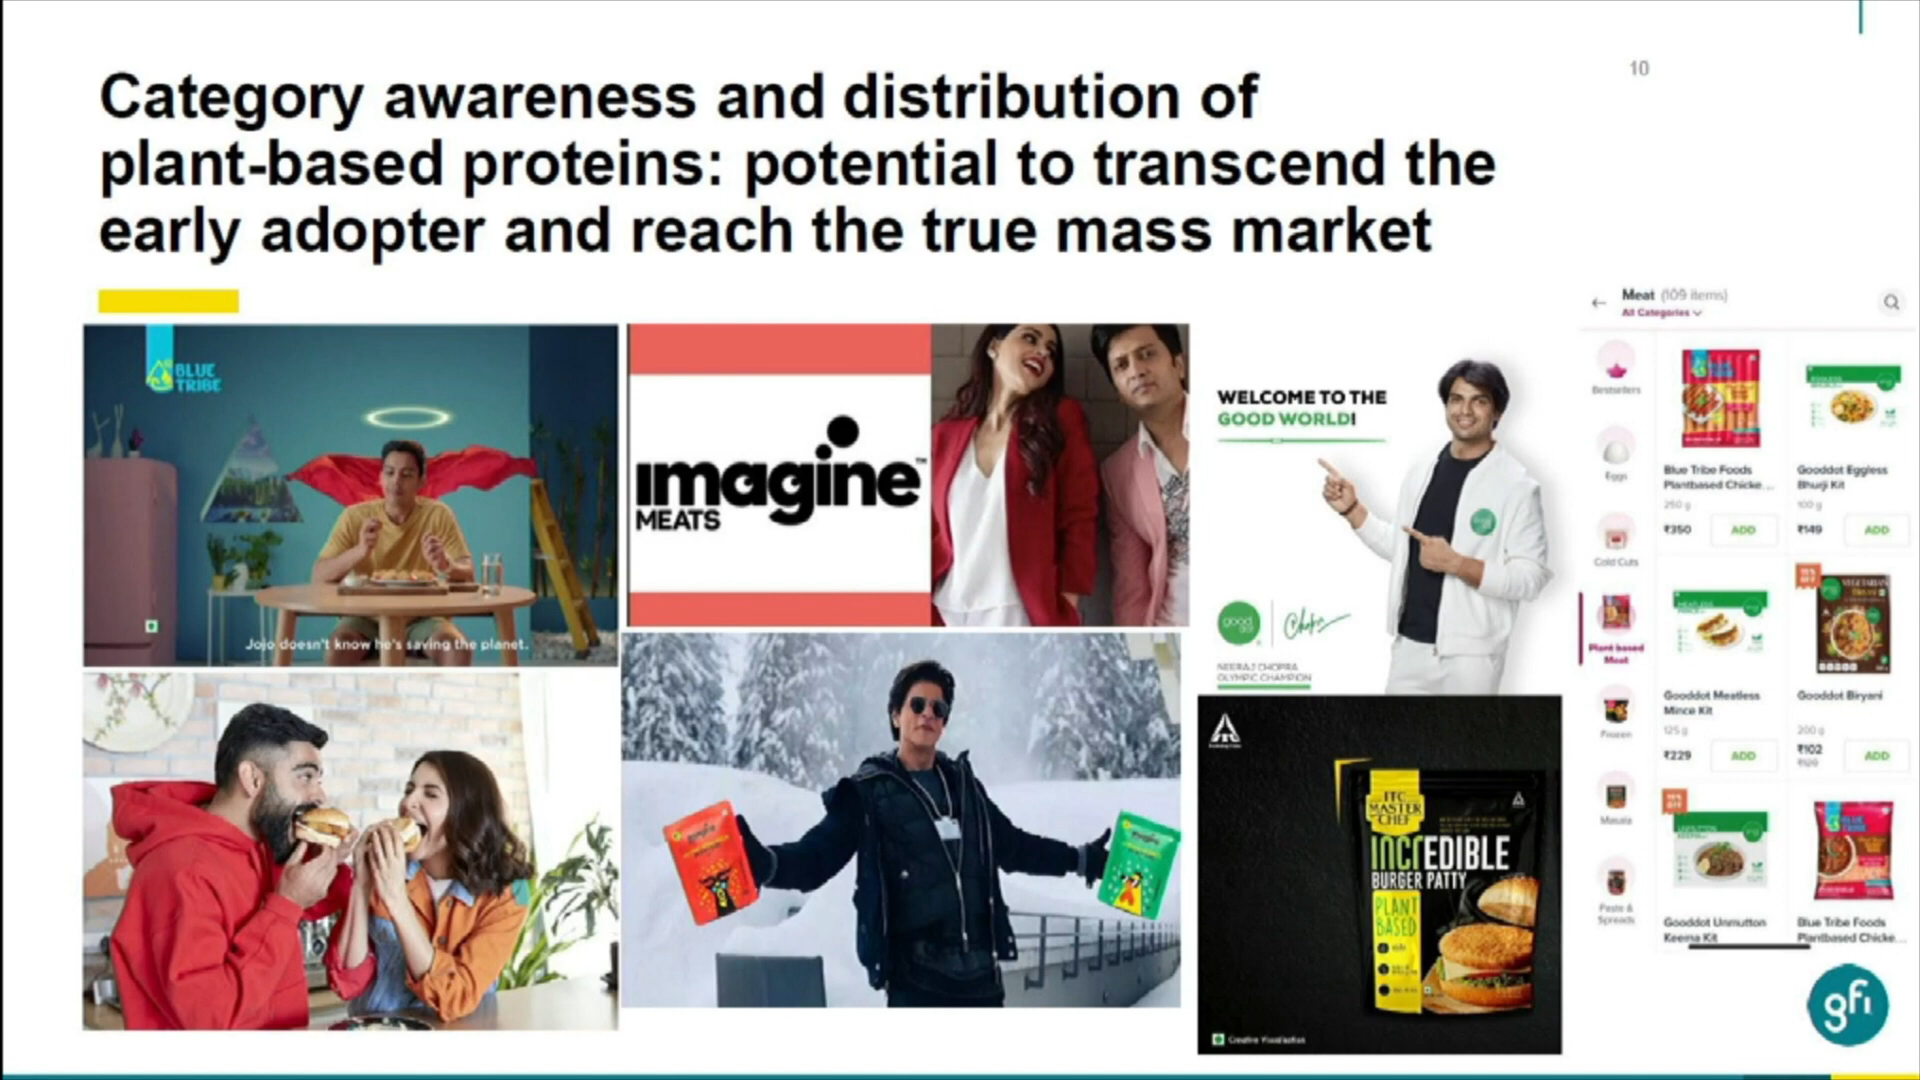 10
Category awareness and distribution of
plant-based proteins: potential to transcend the
early adopter and reach the true mass market
BLUE
TRIBE
Jojo doesn't know he's saving the planet.
ımagine™
MEATS
WELCOME TO THE
GOOD WORLD!
good
NEERAJ CHOPRA
OLYMPIC CHAMPION
ITC
MASTER
CHEF
INCREDIBLE
BURGER PATTY
PLANT
BASED
Creative Visualisation
Meat (109 items)
All Categories
Bestsellers
Eggs
Cold Cuts
Plant based
Meat
Frozen
Masala
Paste &
Spreads
Blue Tribe Foods
Plantbased Chicke...
250 g
₹350 ADD
Gooddot Eggless
Bhurji Kit
100 g
₹149 ADD
Gooddot Meatless
Mince Kit
125 g
₹229 ADD
Gooddot Biryani
200 g
₹102
ADD
Gooddot Unmutton
Keema Kit
BLUE
TRIBE
Blue Tribe Foods
Plantbased Chicke...
gfi